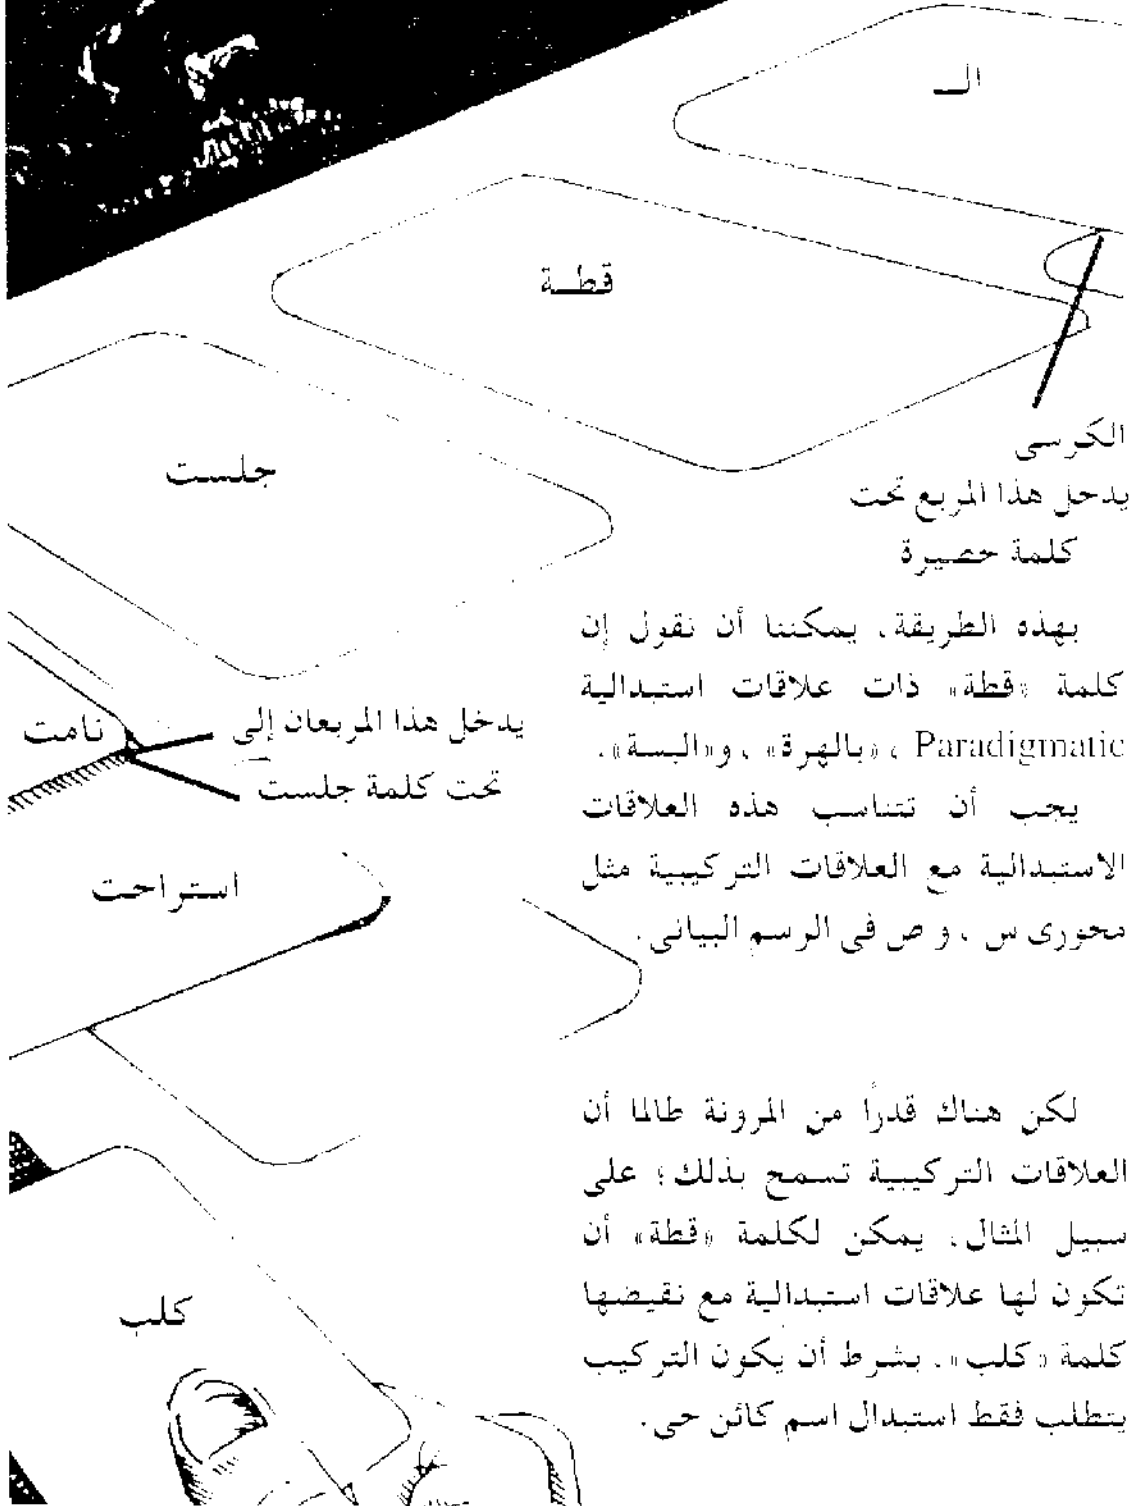 الـ
قطـة
جلست
الكرسى
يدخل هذا المربع تحت
كلمة حصيرة
بهذه الطريقة، يمكننا أن نقول إن
كلمة «قطة» ذات علاقات استبدالية
Paradigmatic ، «بالهرة» ، و«البسة».
يجب أن تتناسب هذه العلاقات
الاستبدالية مع العلاقات التركيبية مثل
محورى س ، و ص فى الرسم البيانى .
نامت
يدخل هذا المربعان إلى
تحت كلمة جلست
استراحت
لكن هناك قدرًا من المرونة طالما أن
العلاقات التركيبية تسمح بذلك ؛ على
سبيل المثال، يمكن لكلمة «قطة» أن
تكون لها علاقات استبدالية مع نقيضها
كلمة «كلب»، بشرط أن يكون التركيب
يتطلب فقط استبدال اسم كائن حى .
كلب